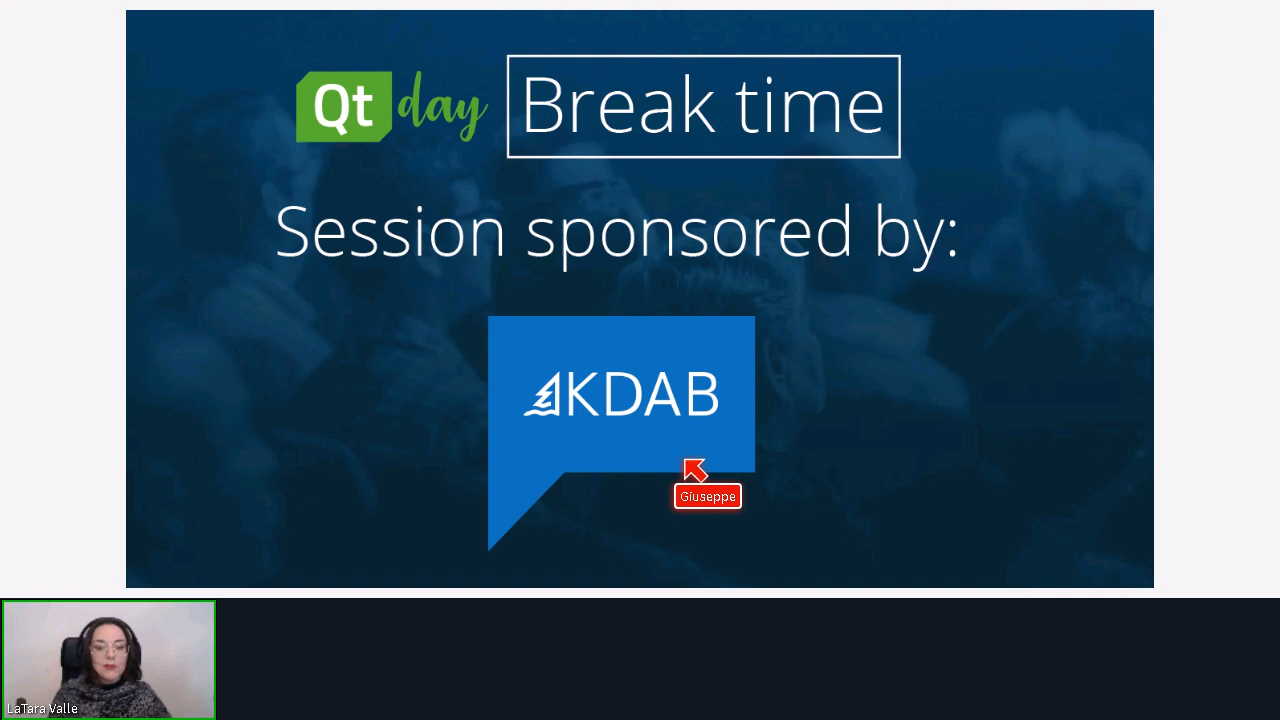 Qt day Break time
Session sponsored by:
KDAB
Giuseppe
LaTara Valle